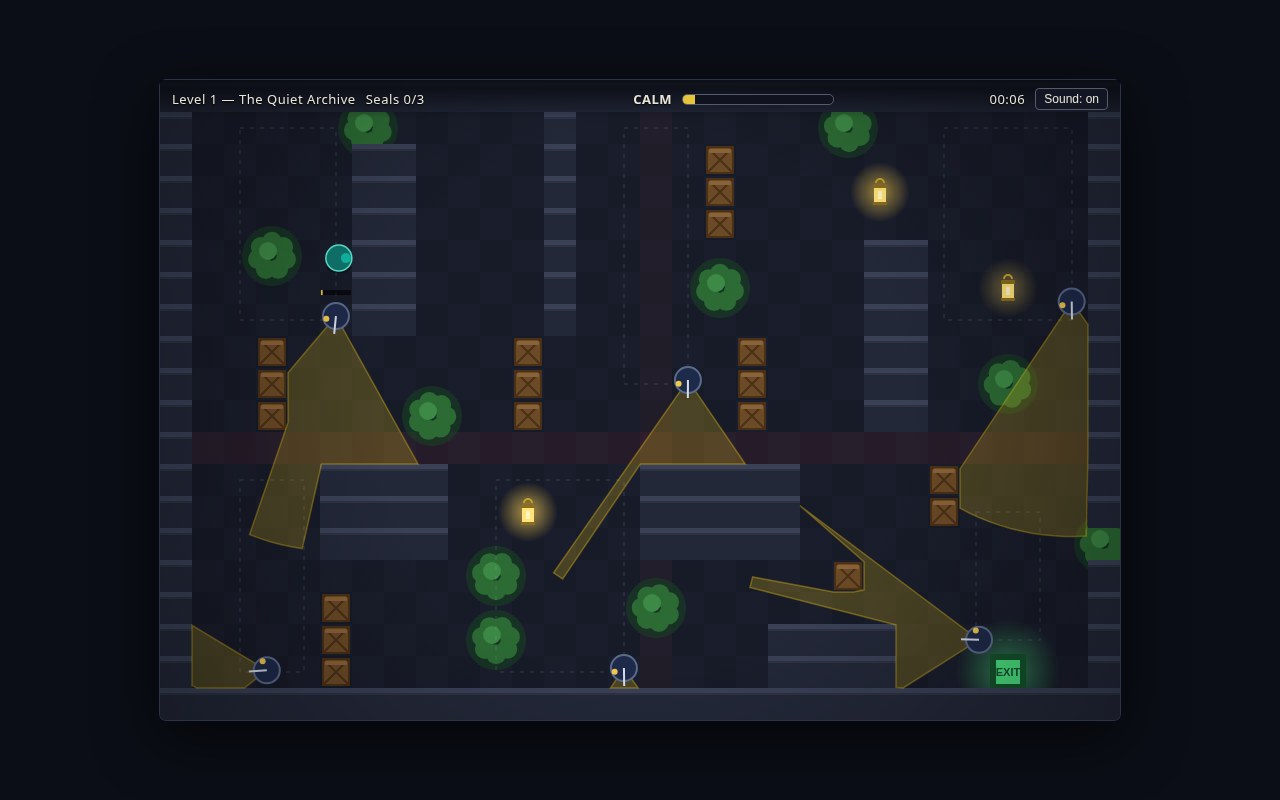 Level 1 — The Quiet Archive Seals 0/3
CALM
00:06
Sound: on
EXIT